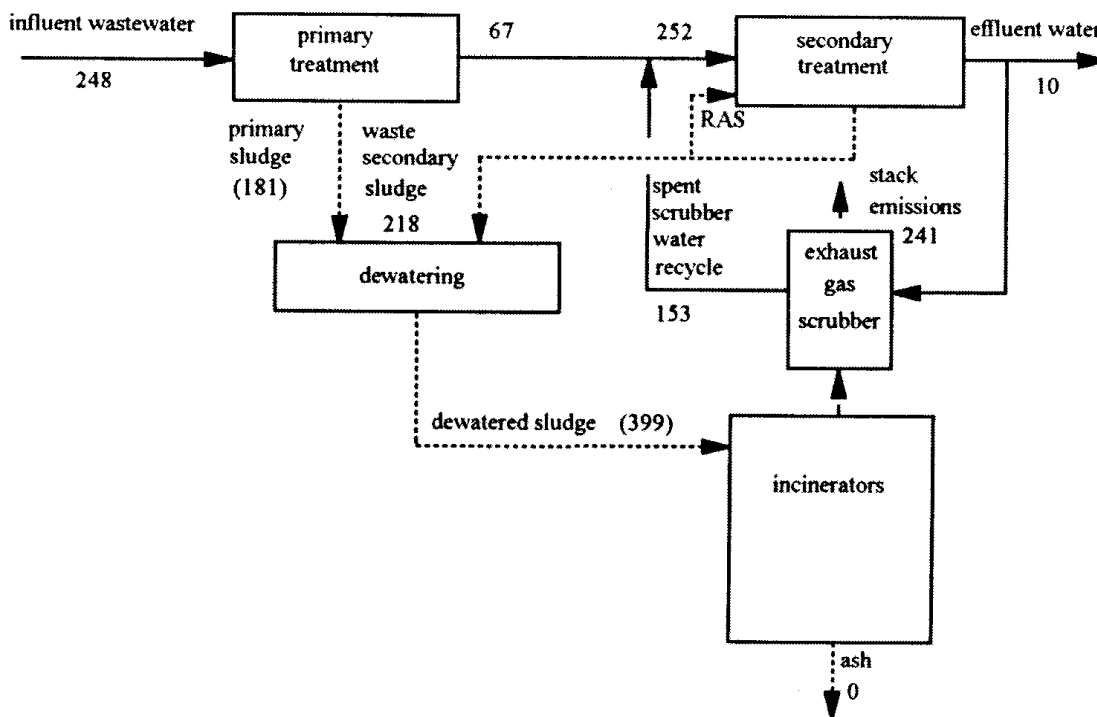 influent wastewater
248
primary
treatment
67
252
secondary
treatment
effluent water
10
RAS
primary
sludge
(181)
waste
secondary
sludge
218
dewatering
spent
scrubber
water
recycle
153
stack
emissions
241
exhaust
gas
scrubber
dewatered sludge (399)
incinerators
ash
0